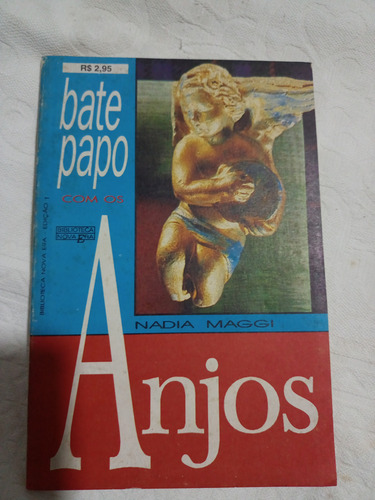 R$ 2,95
bate
papo
COM OS
BIBLIOTECA
NOVA ERA
BIBLIOTECA NOVA ERA - EDIÇÃO 1
NADIA MAGGI
Anjos